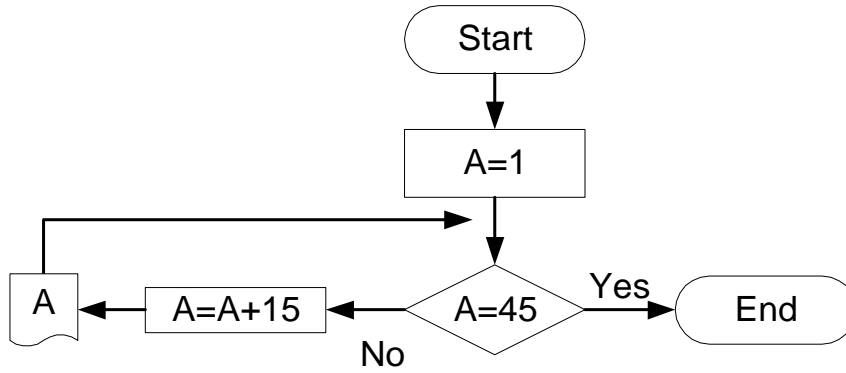 Start
A=1
A=45
Yes
End
No
A=A+15
A